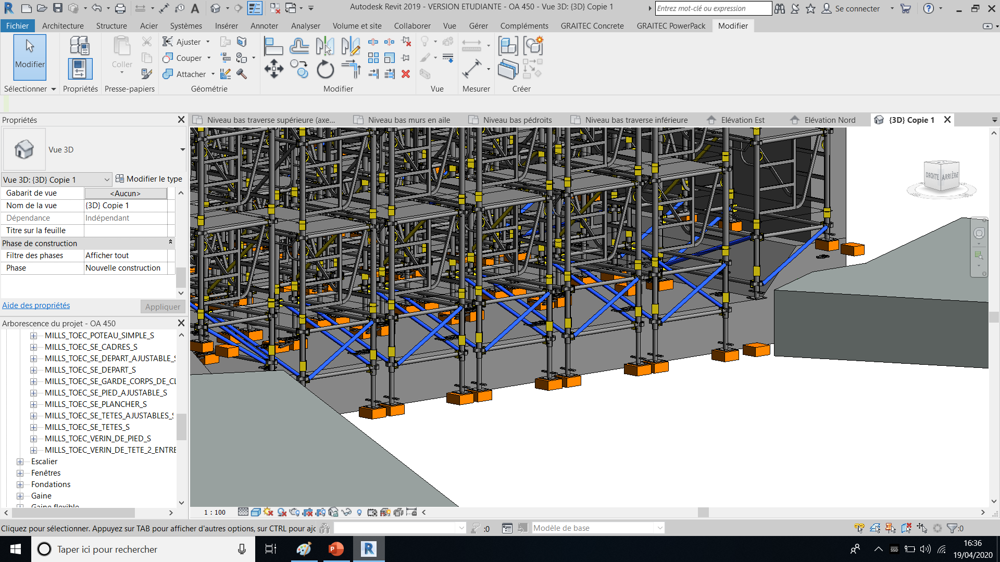 Autodesk Revit 2019 - VERSION ETUDIANTE - OA 450 - Vue 3D: {3D} Copie 1
Entrez mot-clé ou expression
Se connecter
Fichier Architecture Structure Acier Systèmes Insérer Annoter Analyser Volume et site Collaborer Vue Gérer Compléments GRAITEC Concrete GRAITEC PowerPack Modifier
Modifier
Coller
Ajuster
Couper
Attacher
Sélectionner Propriétés Presse-papiers Géométrie Modifier Vue Mesurer Créer
Propriétés
Niveau bas traverse supérieure (axe...
Niveau bas murs en aile
Niveau bas pédroits
Niveau bas traverse inférieure
Elévation Est
Elévation Nord
{3D} Copie 1
Vue 3D
Vue 3D: {3D} Copie 1
Modifier le type
Gabarit de vue <Aucun>
Nom de la vue {3D} Copie 1
Dépendance Indépendant
Titre sur la feuille
Phase de construction
Filtre des phases Afficher tout
Phase Nouvelle construction
Aide des propriétés
Appliquer
DROITE ARRIÈRE
Arborescence du projet - OA 450
MILLS_TOEC_POTEAU_SIMPLE_S
MILLS_TOEC_SE_CADRES_S
MILLS_TOEC_SE_DEPART_AJUSTABLE_S
MILLS_TOEC_SE_DEPART_S
MILLS_TOEC_SE_GARDE_CORPS_DE_CL
MILLS_TOEC_SE_PIED_AJUSTABLE_S
MILLS_TOEC_SE_PLANCHER_S
MILLS_TOEC_SE_TETES_AJUSTABLES_S
MILLS_TOEC_SE_TETES_S
MILLS_TOEC_VERIN_DE_PIED_S
MILLS_TOEC_VERIN_DE_TETE_2_ENTRE
Escalier
Fenêtres
Fondations
Gaine
Gaine flexible
1 : 100
Cliquez pour sélectionner. Appuyez sur TAB pour afficher d'autres options, sur CTRL pour ajo
:0
Modèle de base
:0
Taper ici pour rechercher
SSD
16:36
19/04/2020